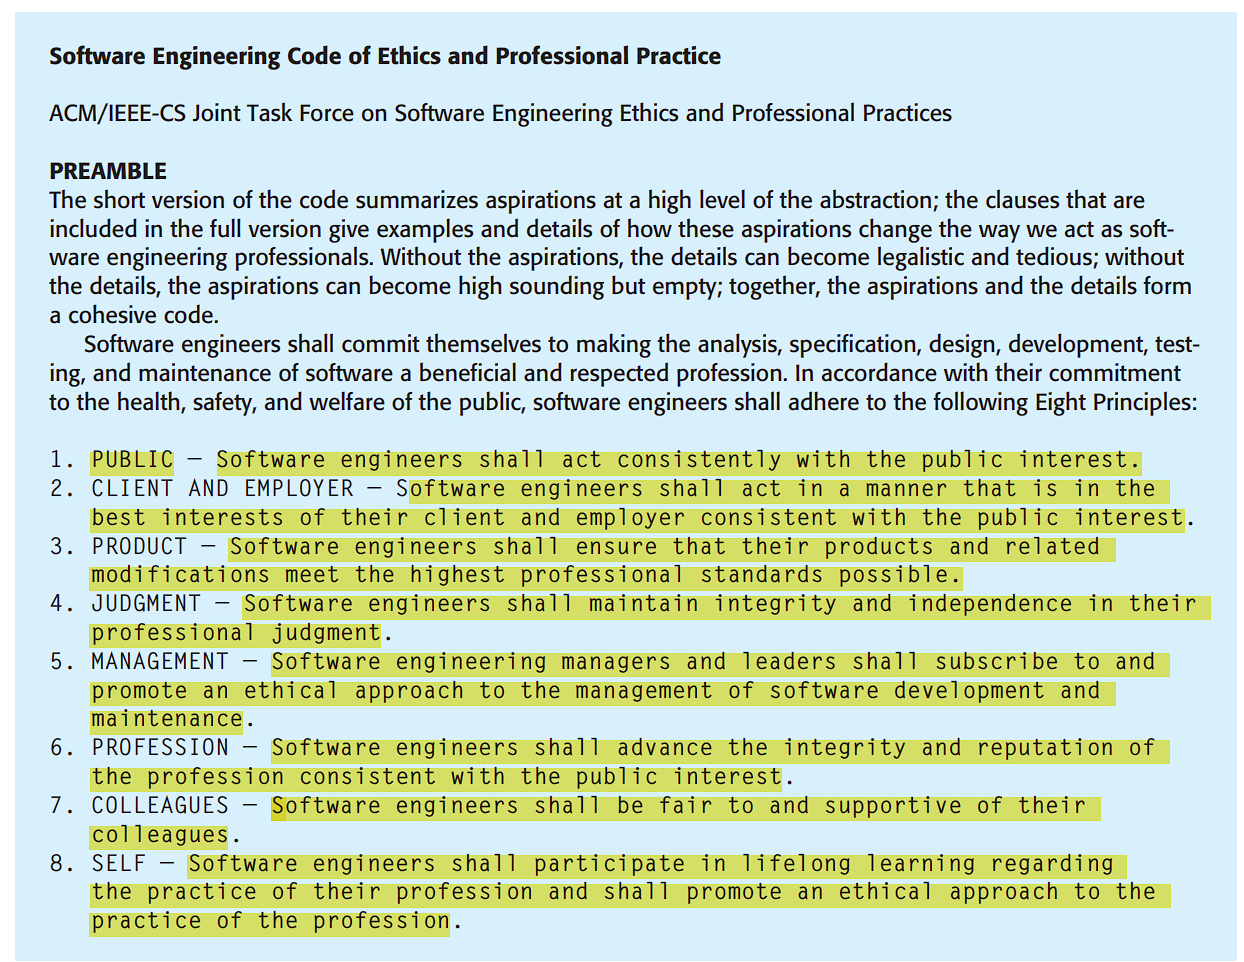 Software Engineering Code of Ethics and Professional Practice
ACM/IEEE-CS Joint Task Force on Software Engineering Ethics and Professional Practices
PREAMBLE
The short version of the code summarizes aspirations at a high level of the abstraction; the clauses that are
included in the full version give examples and details of how these aspirations change the way we act as soft-
ware engineering professionals. Without the aspirations, the details can become legalistic and tedious; without
the details, the aspirations can become high sounding but empty; together, the aspirations and the details form
a cohesive code.
Software engineers shall commit themselves to making the analysis, specification, design, development, test-
ing, and maintenance of software a beneficial and respected profession. In accordance with their commitment
to the health, safety, and welfare of the public, software engineers shall adhere to the following Eight Principles:
1. PUBLIC — Software engineers shall act consistently with the public interest.
2. CLIENT AND EMPLOYER — Software engineers shall act in a manner that is in the
best interests of their client and employer consistent with the public interest.
3. PRODUCT — Software engineers shall ensure that their products and related
modifications meet the highest professional standards possible.
4. JUDGMENT — Software engineers shall maintain integrity and independence in their
professional judgment.
5. MANAGEMENT — Software engineering managers and leaders shall subscribe to and
promote an ethical approach to the management of software development and
maintenance.
6. PROFESSION — Software engineers shall advance the integrity and reputation of
the profession consistent with the public interest.
7. COLLEAGUES — Software engineers shall be fair to and supportive of their
colleagues.
8. SELF — Software engineers shall participate in lifelong learning regarding
the practice of their profession and shall promote an ethical approach to the
practice of the profession.